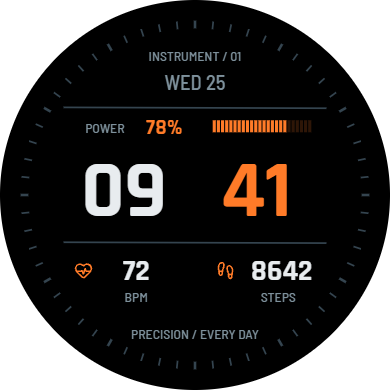 INSTRUMENT / 01
WED 25
POWER 78%
09 41
72 8642
BPM STEPS
PRECISION / EVERY DAY